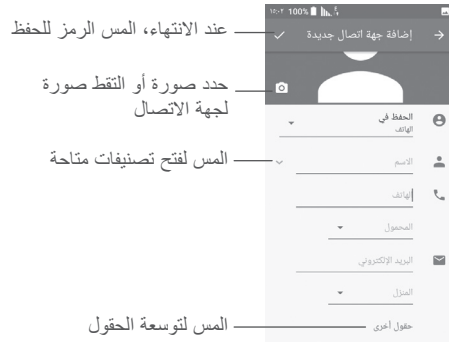 عند الانتهاء، المس الرمز للحفظ
حدد صورة أو التقط صورة
لجهة الاتصال
المس لفتح تصنيفات متاحة
المس لتوسعة الحقول
100%
إضافة جهة اتصال جديدة
الحفظ في
الهاتف
الاسم
الهاتف
المحمول
البريد الإلكتروني
المنزل
حقول أخرى